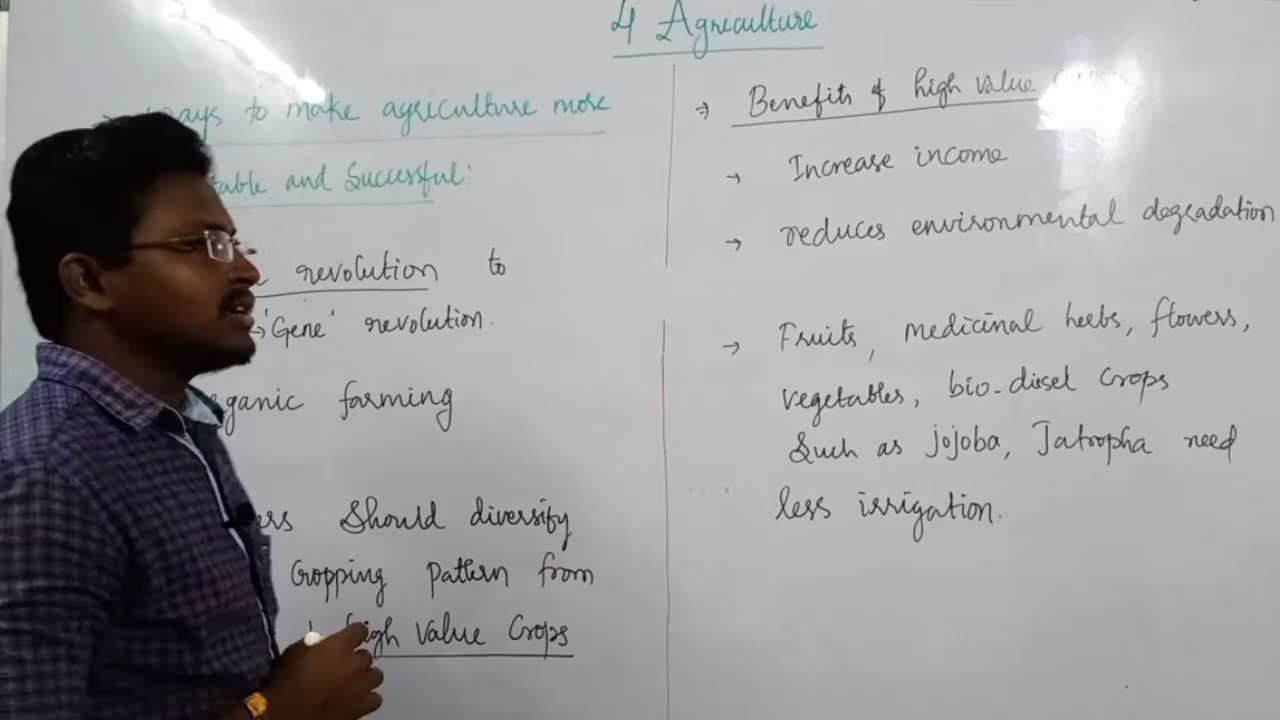 4. Agriculture
ways to make agriculture more
table and Successful:
revolution to
→'Gene' revolution.
ganic farming
ers Should diversify
Cropping pattern from
high value Crops
→ Benefits of high value
→ Increase income
→ reduces environmental degradation
→ Fruits, medicinal herbs, flowers,
vegetables, bio-diesel crops
Such as jojoba, Jatropha need
less irrigation.